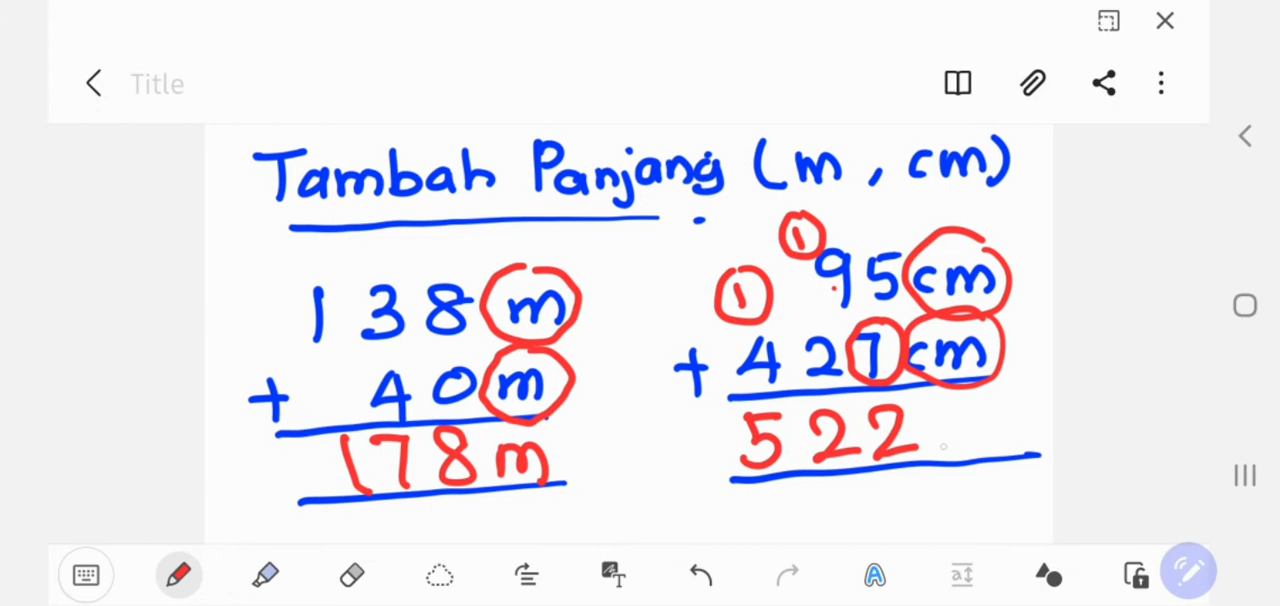 Title
Tambah Panjang (m, cm)
138 m
+ 40 m
178 m
1
1
95 cm
+ 427 cm
522